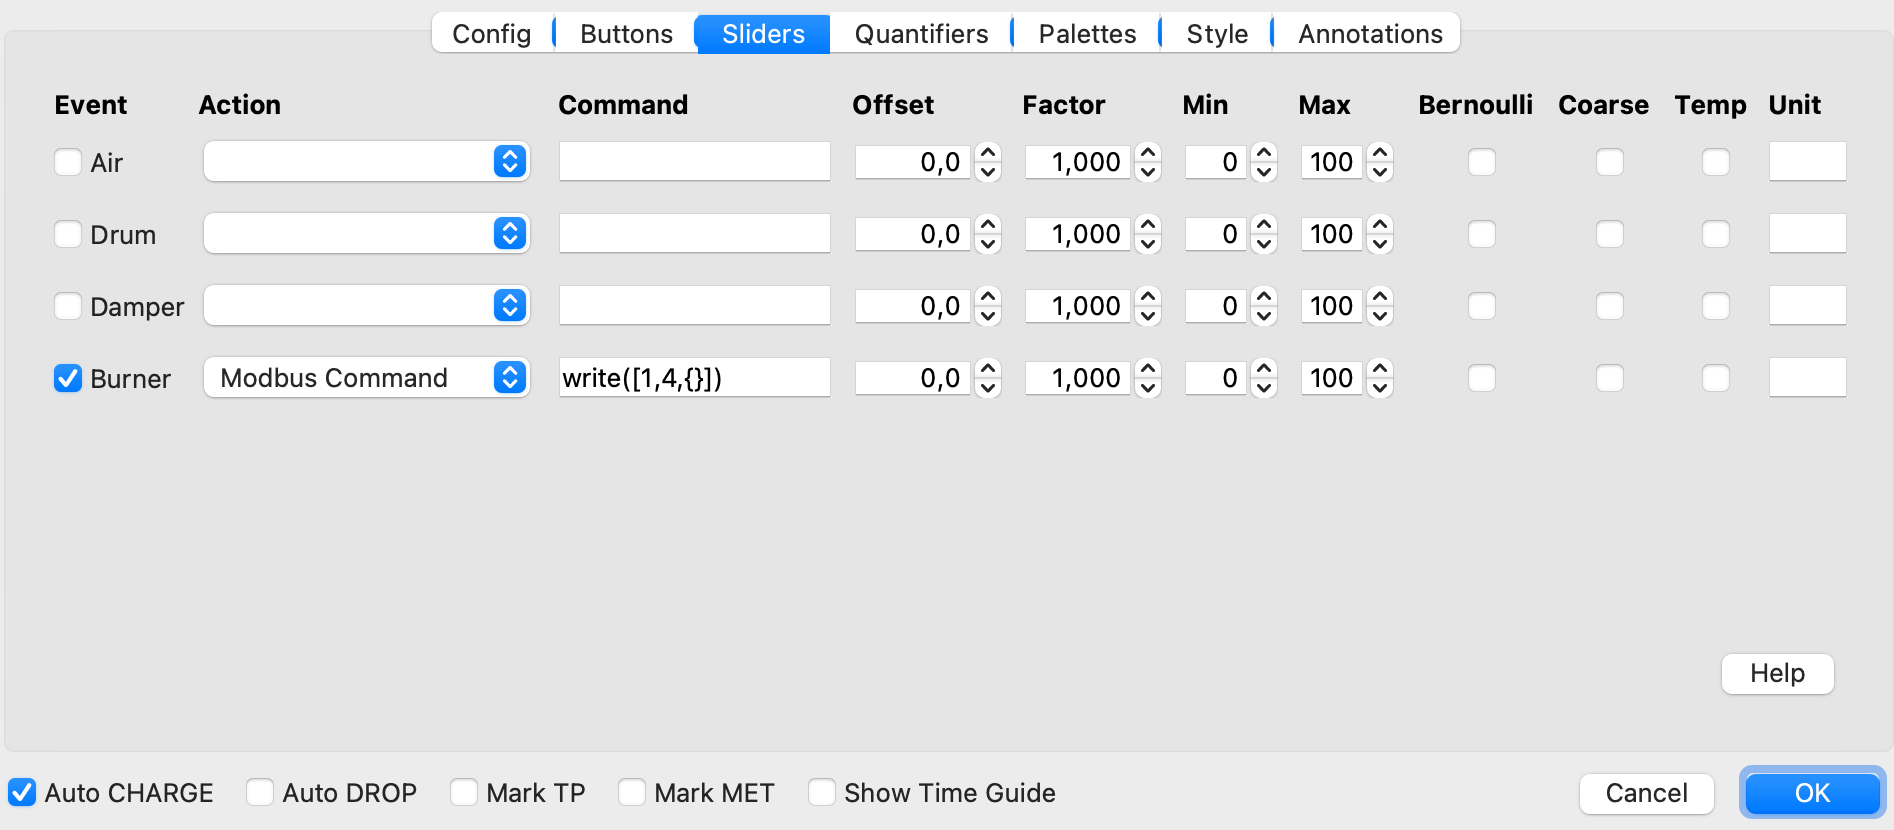 Config Buttons Sliders Quantifiers Palettes Style Annotations
Event Action Command Offset Factor Min Max Bernoulli Coarse Temp Unit
Air 0,0 1,000 0 100
Drum 0,0 1,000 0 100
Damper 0,0 1,000 0 100
Burner Modbus Command write([1,4,{}]) 0,0 1,000 0 100
Help
Auto CHARGE Auto DROP Mark TP Mark MET Show Time Guide Cancel OK